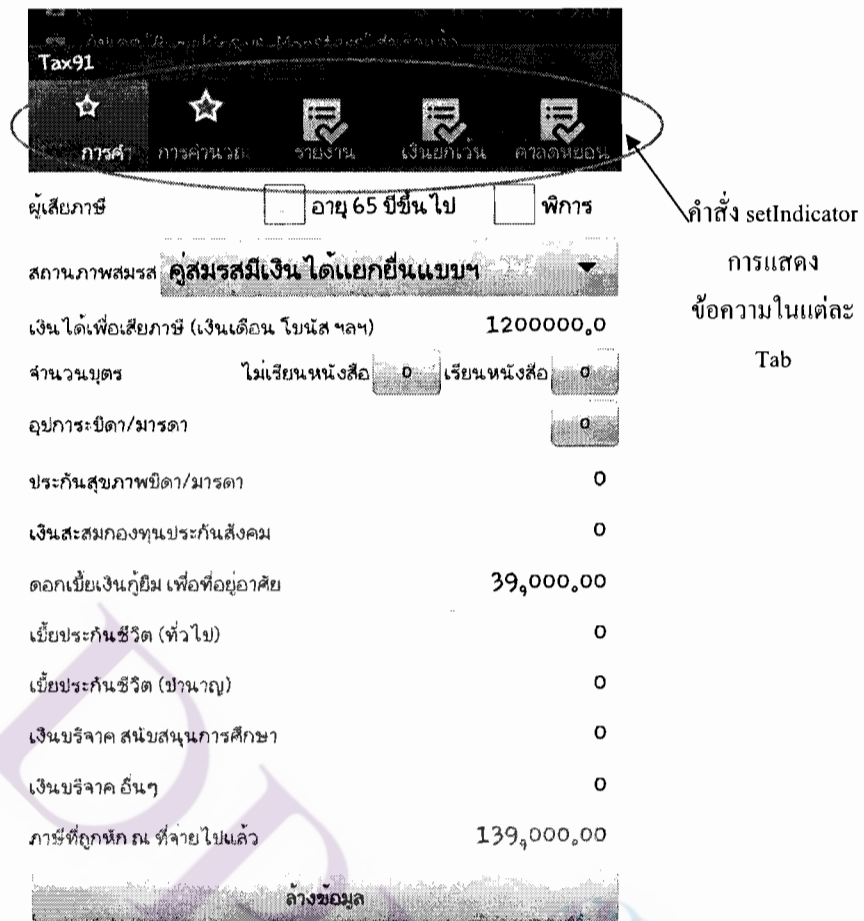 Tax91
การคำ การคำนวณ รายงาน เงินยกเว้น ค่าลดหย่อน
ผู้เสียภาษี อายุ 65 ปีขึ้นไป พิการ
สถานภาพสมรส คู่สมรสมีเงินได้แยกยื่นแบบฯ
เงินได้เพื่อเสียภาษี (เงินเดือน โบนัส ฯลฯ) 1200000.0
จำนวนบุตร ไม่เรียนหนังสือ 0 เรียนหนังสือ 0
อุปการะบิดา/มารดา 0
ประกันสุขภาพบิดา/มารดา 0
เงินสะสมกองทุนประกันสังคม 0
ดอกเบี้ยเงินกู้ยืม เพื่อที่อยู่อาศัย 39,000.00
เบี้ยประกันชีวิต (ทั่วไป) 0
เบี้ยประกันชีวิต (บำนาญ) 0
เงินบริจาค สนับสนุนการศึกษา 0
เงินบริจาค อื่นๆ 0
ภาษีที่ถูกหัก ณ ที่จ่ายไปแล้ว 139,000.00
ล้างข้อมูล
คำสั่ง setIndicator
การแสดง
ข้อความในแต่ละ
Tab